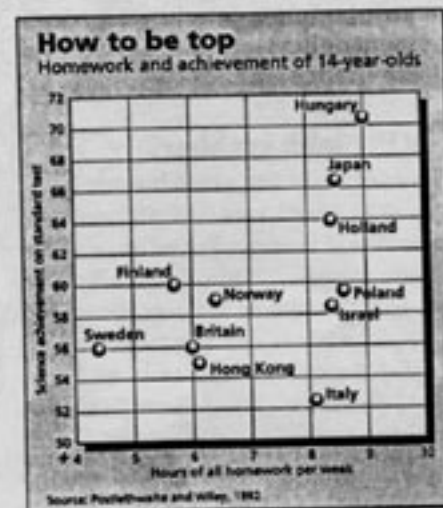 How to be top
Homework and achievement of 14-year-olds
Science achievement on standard test
72
70
68
66
64
62
60
58
56
54
52
50
Hungary
Japan
Holland
Finland
Norway
Poland
Israel
Sweden
Britain
Hong Kong
Italy
4
5
6
7
8
9
10
Hours of all homework per week
Source: Postlethwaite and Wiley, 1992